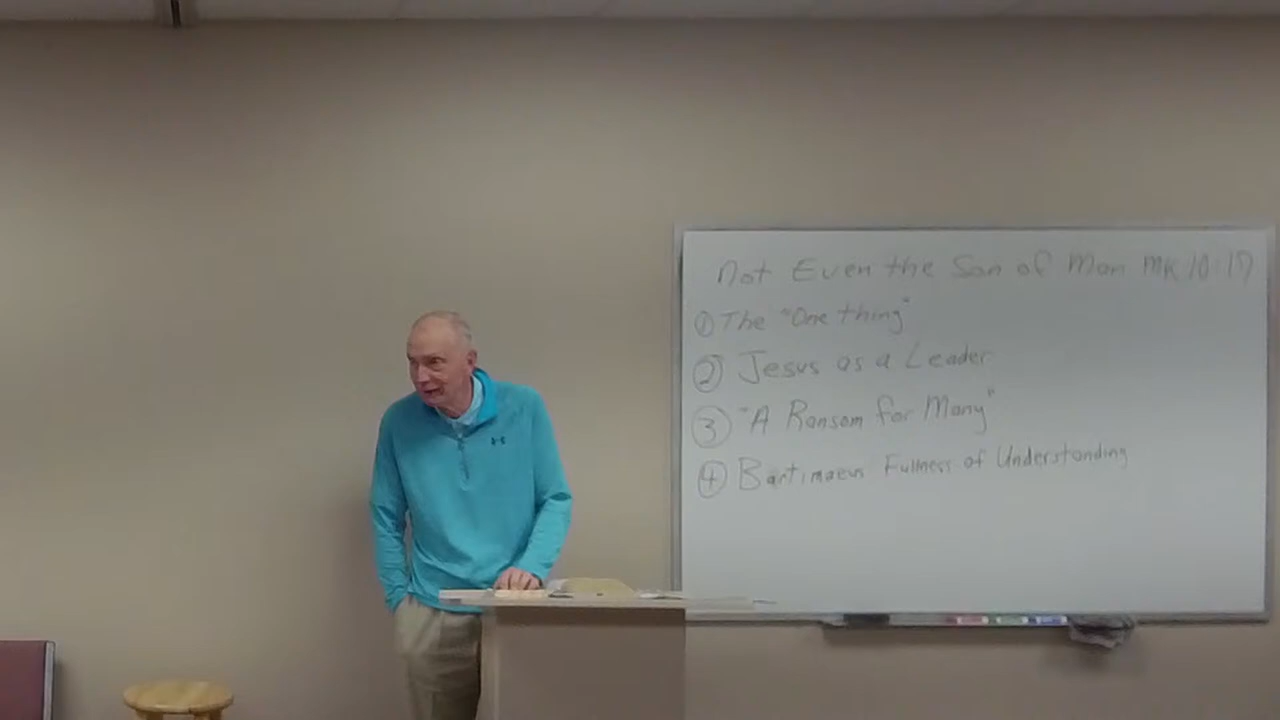 Not Even the Son of Man MK 10:17
① The "One thing"
② Jesus as a Leader
③ "A Ransom for Many"
④ Bartimaeus Fullness of Understanding